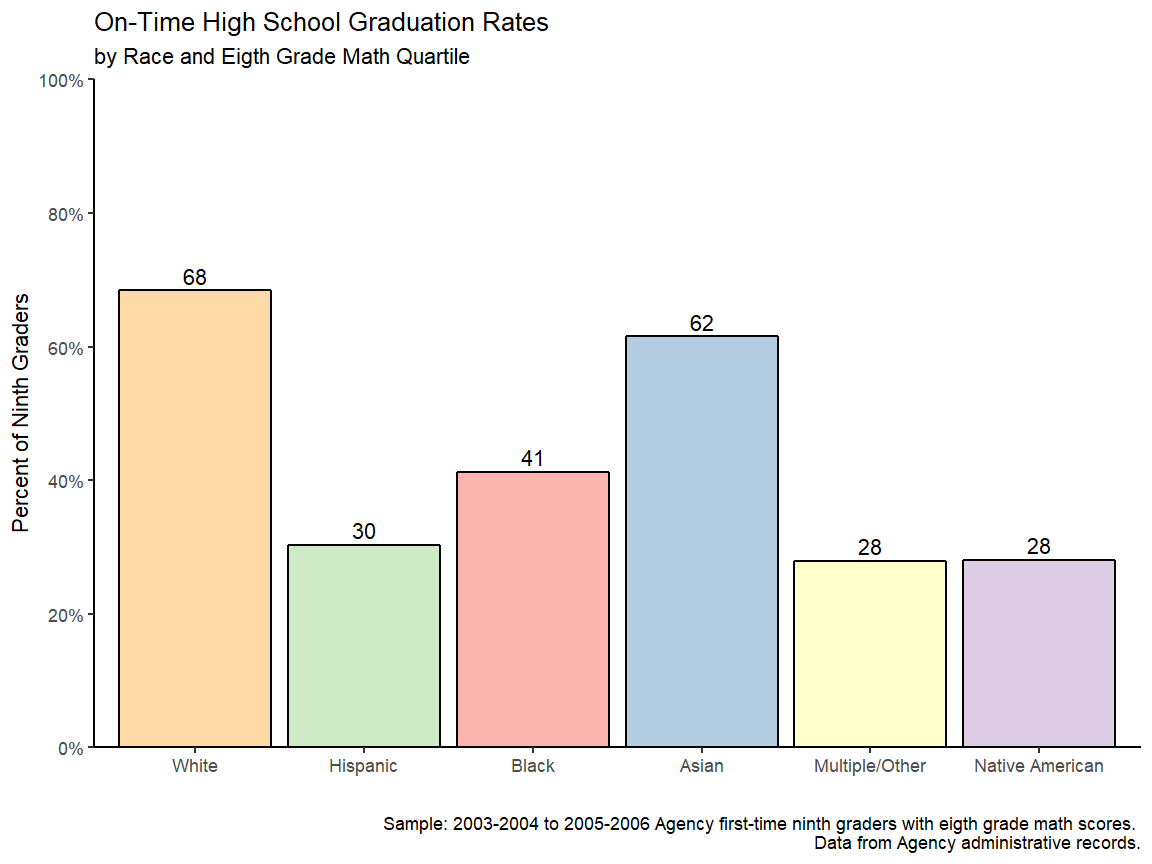 On-Time High School Graduation Rates
by Race and Eigth Grade Math Quartile
Percent of Ninth Graders
100%
80%
60%
40%
20%
0%
68
30
41
62
28
28
White
Hispanic
Black
Asian
Multiple/Other
Native American
Sample: 2003-2004 to 2005-2006 Agency first-time ninth graders with eigth grade math scores.
Data from Agency administrative records.